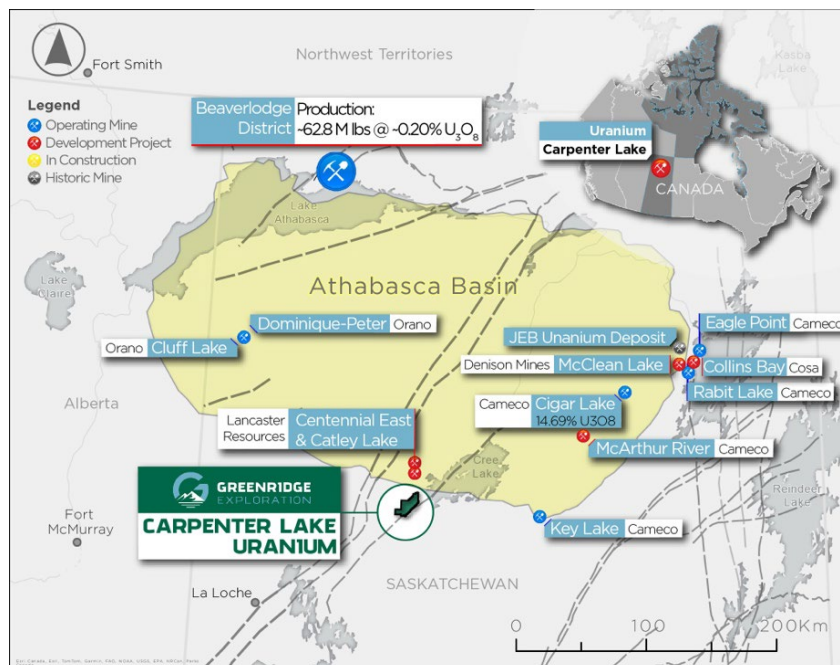 Northwest Territories
Kasba
Lake
Fort Smith
Legend
Operating Mine
Development Project
In Construction
Historic Mine
Beaverlodge
District
Production:
~62.8 M lbs @ ~0.20% U3O8
Uranium
Carpenter Lake
CANADA
Lake
Athabasca
Lake
Claire
Athabasca Basin
Dominique-Peter Orano
Orano Cluff Lake
Eagle Point Cameco
JEB Unanium Deposit
Denison Mines McClean Lake
Collins Bay Cosa
Rabit Lake Cameco
Alberta
Lancaster
Resources
Centennial East
& Catley Lake
Cameco Cigar Lake
14.69% U3O8
McArthur River Cameco
Cree
Lake
Reindeer
Lake
GREENR1DGE
EXPLORATION
CARPENTER LAKE
URAN1UM
Fort
McMurray
Key Lake Cameco
La Loche
SASKATCHEWAN
0 100 200Km